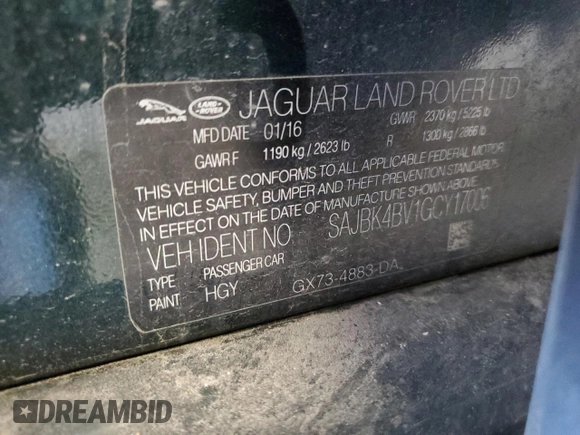 JAGUAR
LAND ROVER
JAGUAR LAND ROVER LTD
MFD DATE 01/16 GVWR 2370 kg / 5225 lb
GAWR F 1190 kg / 2623 lb R 1300 kg / 2866 lb
THIS VEHICLE CONFORMS TO ALL APPLICABLE FEDERAL MOTOR
VEHICLE SAFETY, BUMPER AND THEFT PREVENTION STANDARDS
IN EFFECT ON THE DATE OF MANUFACTURE SHOWN ABOVE.
VEH IDENT NO
TYPE PASSENGER CAR
PAINT HGY GX73-4883-DA
DREAMBID